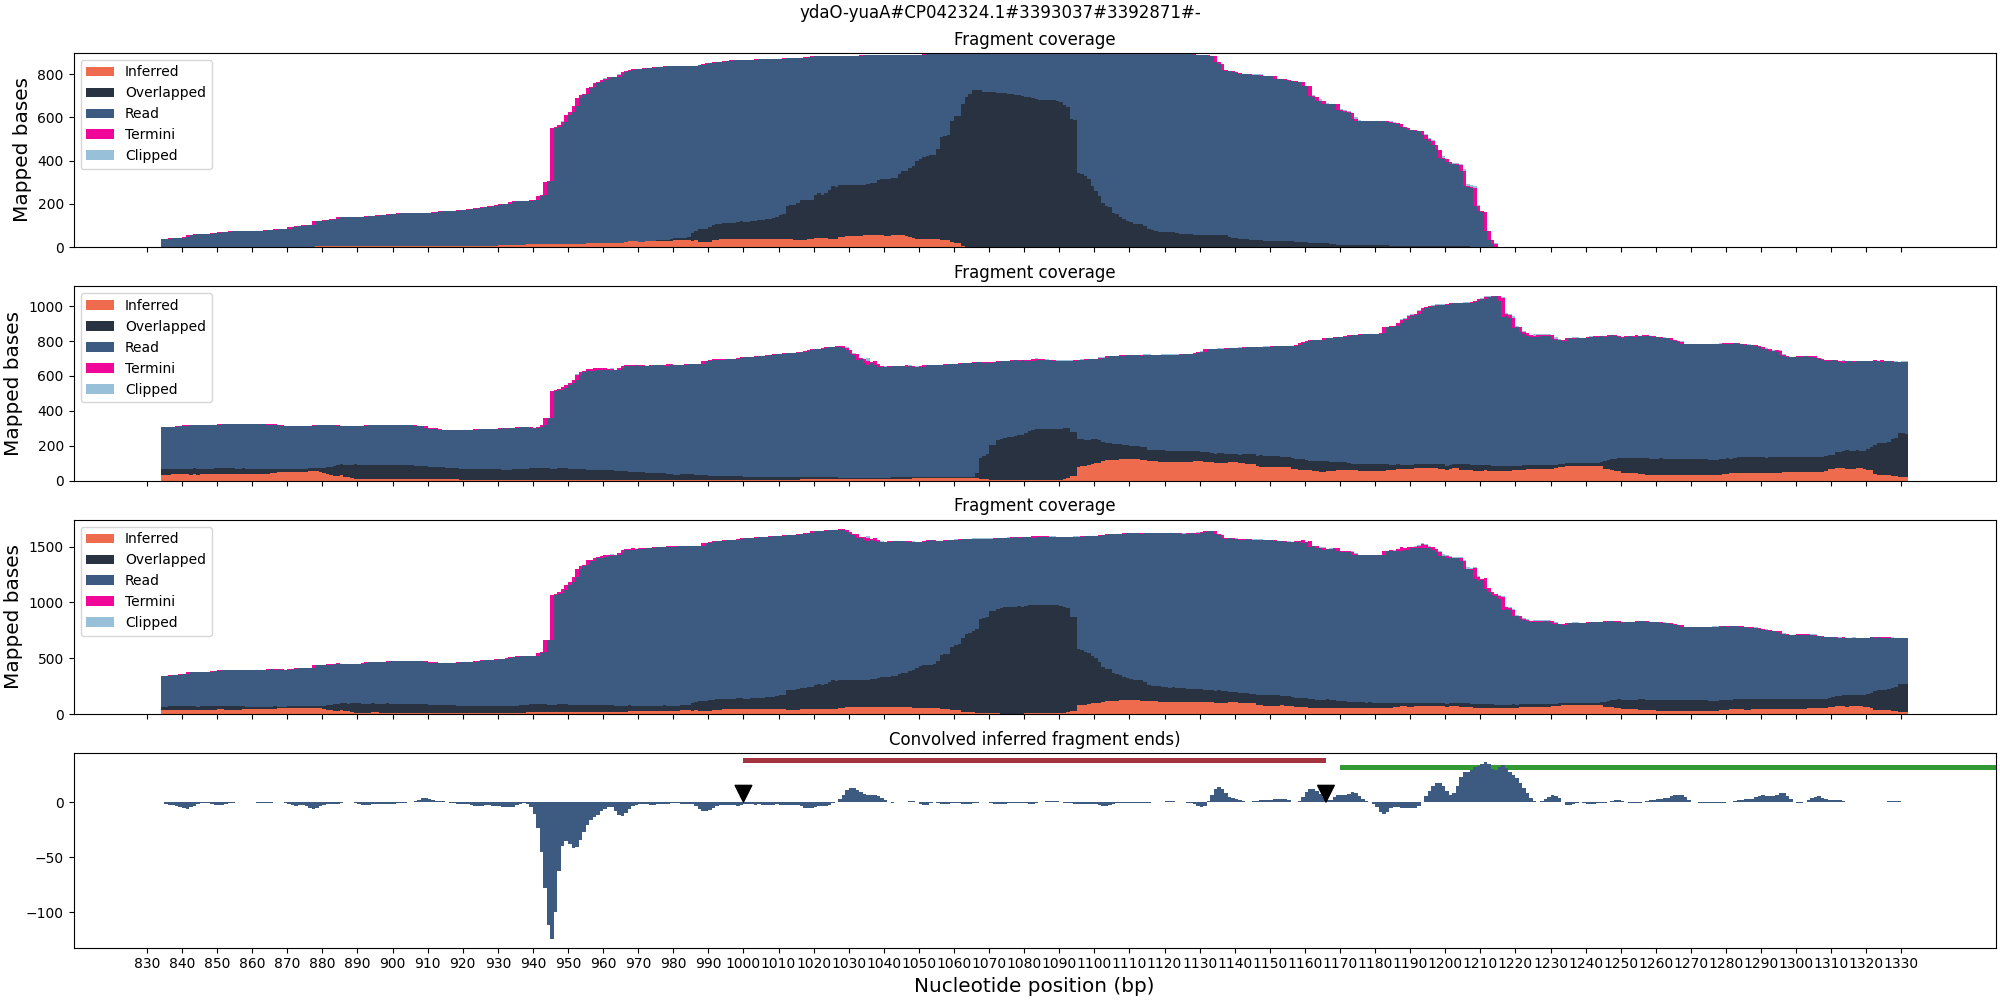 ydaO-yuaA#CP042324.1#3393037#3392871#-
Fragment coverage
Mapped bases
800
600
400
200
0
Inferred
Overlapped
Read
Termini
Clipped
Fragment coverage
Mapped bases
1000
800
600
400
200
0
Inferred
Overlapped
Read
Termini
Clipped
Fragment coverage
Mapped bases
1500
1000
500
0
Inferred
Overlapped
Read
Termini
Clipped
Convolved inferred fragment ends)
0
−50
−100
830 840 850 860 870 880 890 900 910 920 930 940 950 960 970 980 990 1000 1010 1020 1030 1040 1050 1060 1070 1080 1090 1100 1110 1120 1130 1140 1150 1160 1170 1180 1190 1200 1210 1220 1230 1240 1250 1260 1270 1280 1290 1300 1310 1320 1330
Nucleotide position (bp)